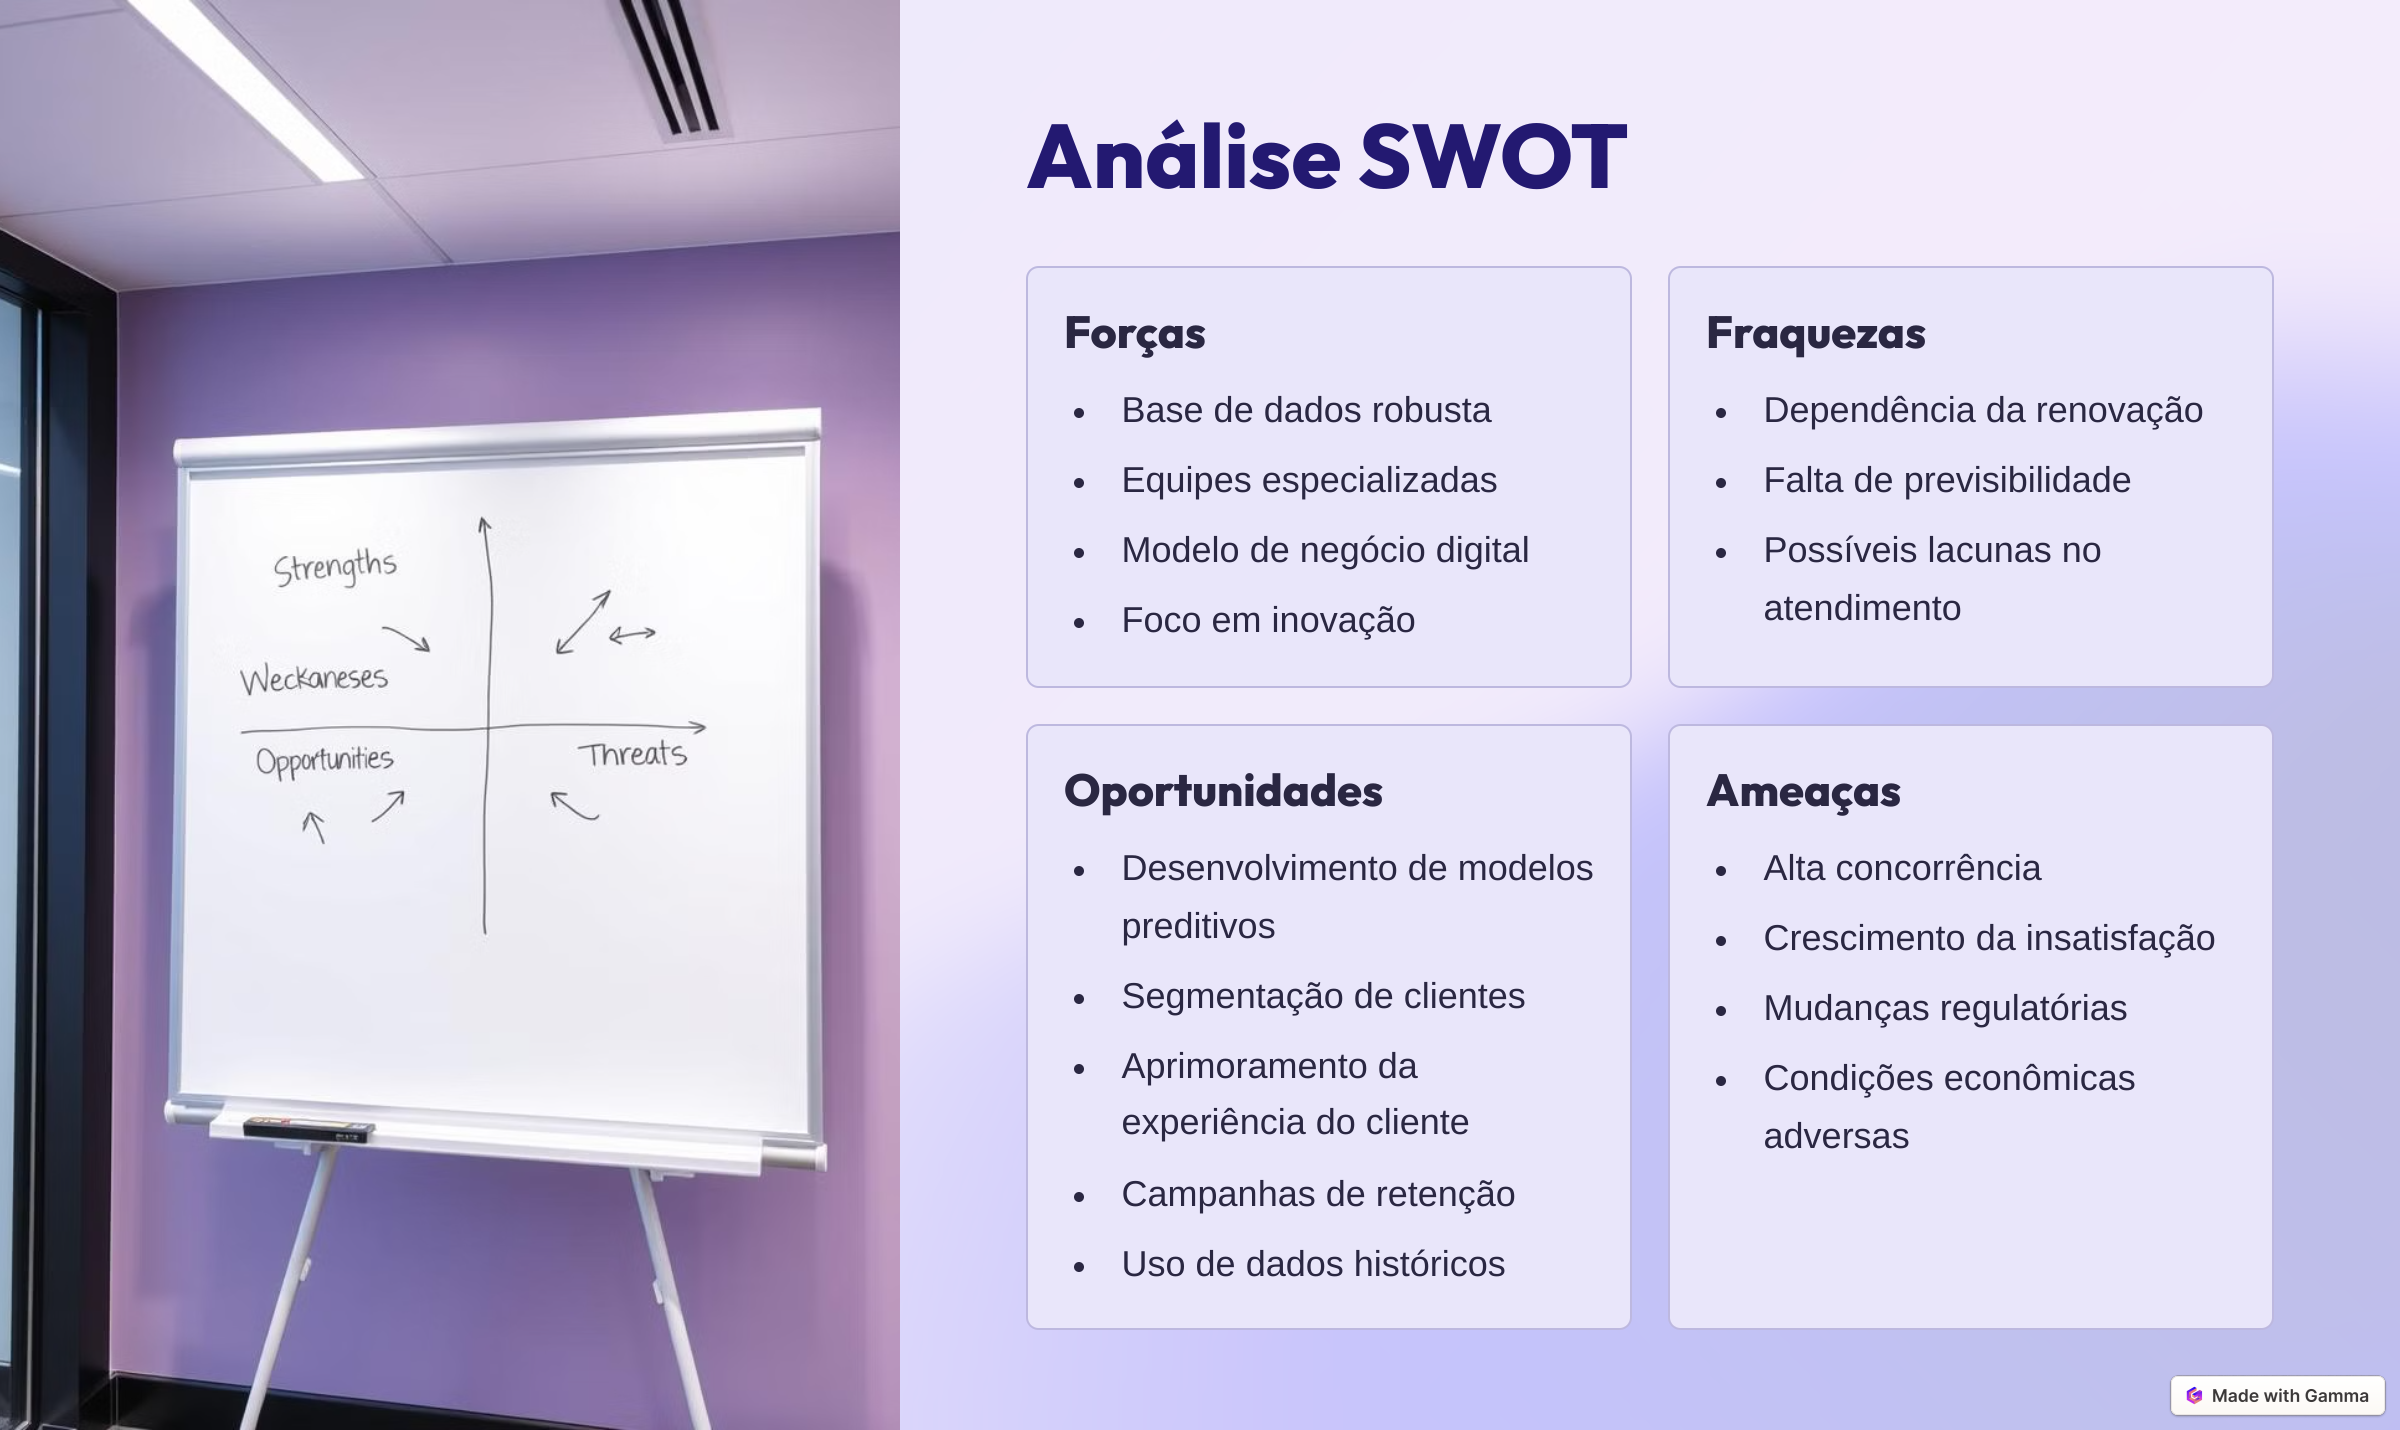 Análise SWOT
Strengths
Weckaneses
Opportunities
Threats
Forças
Base de dados robusta
Equipes especializadas
Modelo de negócio digital
Foco em inovação
Fraquezas
Dependência da renovação
Falta de previsibilidade
Possíveis lacunas no
atendimento
Oportunidades
Desenvolvimento de modelos
preditivos
Segmentação de clientes
Aprimoramento da
experiência do cliente
Campanhas de retenção
Uso de dados históricos
Ameaças
Alta concorrência
Crescimento da insatisfação
Mudanças regulatórias
Condições econômicas
adversas
Made with Gamma